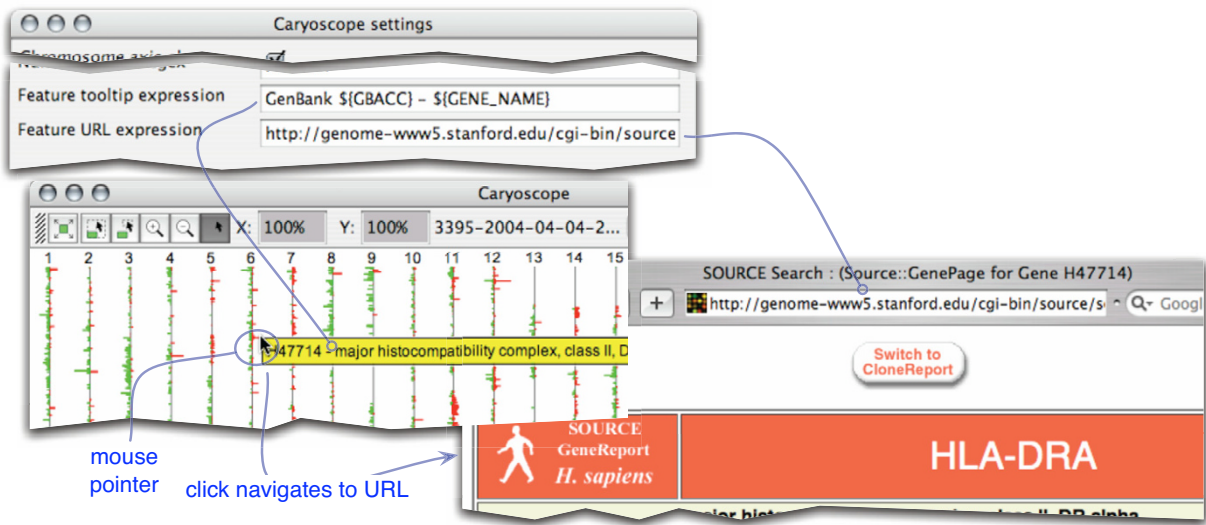 Caryoscope settings
Feature tooltip expression
GenBank ${GBACC} – ${GENE_NAME}
Feature URL expression
http://genome-www5.stanford.edu/cgi-bin/source
Caryoscope
X: 100% Y: 100% 3395-2004-04-04-2...
1 2 3 4 5 6 7 8 9 10 11 12 13 14 15
H47714 - major histocompatibility complex, class II, D
mouse
pointer
click navigates to URL
SOURCE Search : (Source::GenePage for Gene H47714)
+ http://genome-www5.stanford.edu/cgi-bin/source/s Googl
Switch to
CloneReport
SOURCE
GeneReport
H. sapiens
HLA-DRA